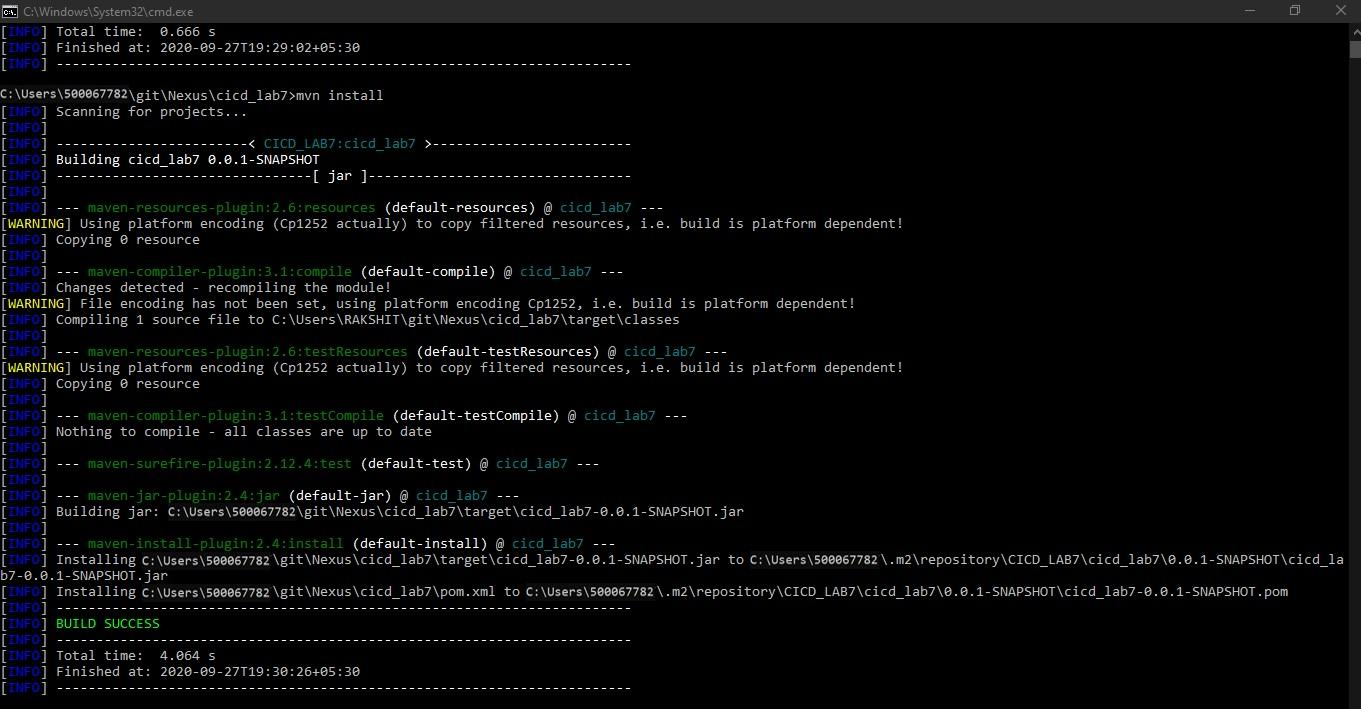 C:\Windows\System32\cmd.exe
[INFO] Total time:  0.666 s
[INFO] Finished at: 2020-09-27T19:29:02+05:30
[INFO] ------------------------------------------------------------------------
C:\Users\500067782\git\Nexus\cicd_lab7>mvn install
[INFO] Scanning for projects...
[INFO]
[INFO] ------------------------< CICD_LAB7:cicd_lab7 >-------------------------
[INFO] Building cicd_lab7 0.0.1-SNAPSHOT
[INFO] --------------------------------[ jar ]---------------------------------
[INFO]
[INFO] --- maven-resources-plugin:2.6:resources (default-resources) @ cicd_lab7 ---
[WARNING] Using platform encoding (Cp1252 actually) to copy filtered resources, i.e. build is platform dependent!
[INFO] Copying 0 resource
[INFO]
[INFO] --- maven-compiler-plugin:3.1:compile (default-compile) @ cicd_lab7 ---
[INFO] Changes detected - recompiling the module!
[WARNING] File encoding has not been set, using platform encoding Cp1252, i.e. build is platform dependent!
[INFO] Compiling 1 source file to C:\Users\RAKSHIT\git\Nexus\cicd_lab7\target\classes
[INFO]
[INFO] --- maven-resources-plugin:2.6:testResources (default-testResources) @ cicd_lab7 ---
[WARNING] Using platform encoding (Cp1252 actually) to copy filtered resources, i.e. build is platform dependent!
[INFO] Copying 0 resource
[INFO]
[INFO] --- maven-compiler-plugin:3.1:testCompile (default-testCompile) @ cicd_lab7 ---
[INFO] Nothing to compile - all classes are up to date
[INFO]
[INFO] --- maven-surefire-plugin:2.12.4:test (default-test) @ cicd_lab7 ---
[INFO]
[INFO] --- maven-jar-plugin:2.4:jar (default-jar) @ cicd_lab7 ---
[INFO] Building jar: C:\Users\500067782\git\Nexus\cicd_lab7\target\cicd_lab7-0.0.1-SNAPSHOT.jar
[INFO]
[INFO] --- maven-install-plugin:2.4:install (default-install) @ cicd_lab7 ---
[INFO] Installing C:\Users\500067782\git\Nexus\cicd_lab7\target\cicd_lab7-0.0.1-SNAPSHOT.jar to C:\Users\500067782\.m2\repository\CICD_LAB7\cicd_lab7\0.0.1-SNAPSHOT\cicd_la
b7-0.0.1-SNAPSHOT.jar
[INFO] Installing C:\Users\500067782\git\Nexus\cicd_lab7\pom.xml to C:\Users\500067782\.m2\repository\CICD_LAB7\cicd_lab7\0.0.1-SNAPSHOT\cicd_lab7-0.0.1-SNAPSHOT.pom
[INFO] ------------------------------------------------------------------------
[INFO] BUILD SUCCESS
[INFO] ------------------------------------------------------------------------
[INFO] Total time:  4.064 s
[INFO] Finished at: 2020-09-27T19:30:26+05:30
[INFO] ------------------------------------------------------------------------